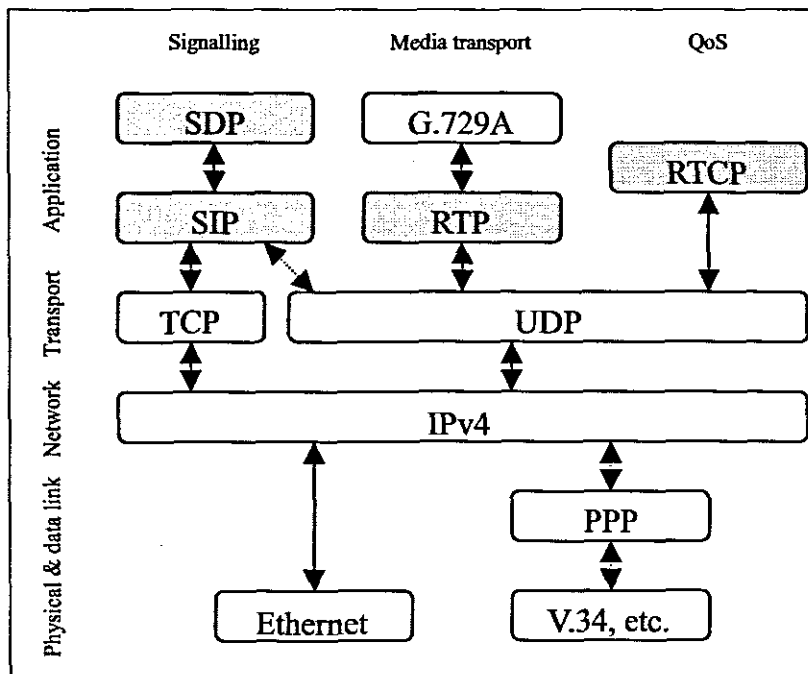 Signalling Media transport QoS
Application
SDP G.729A
RTCP
SIP RTP
Transport
TCP UDP
Network
IPv4
Physical & data link
PPP
Ethernet V.34, etc.